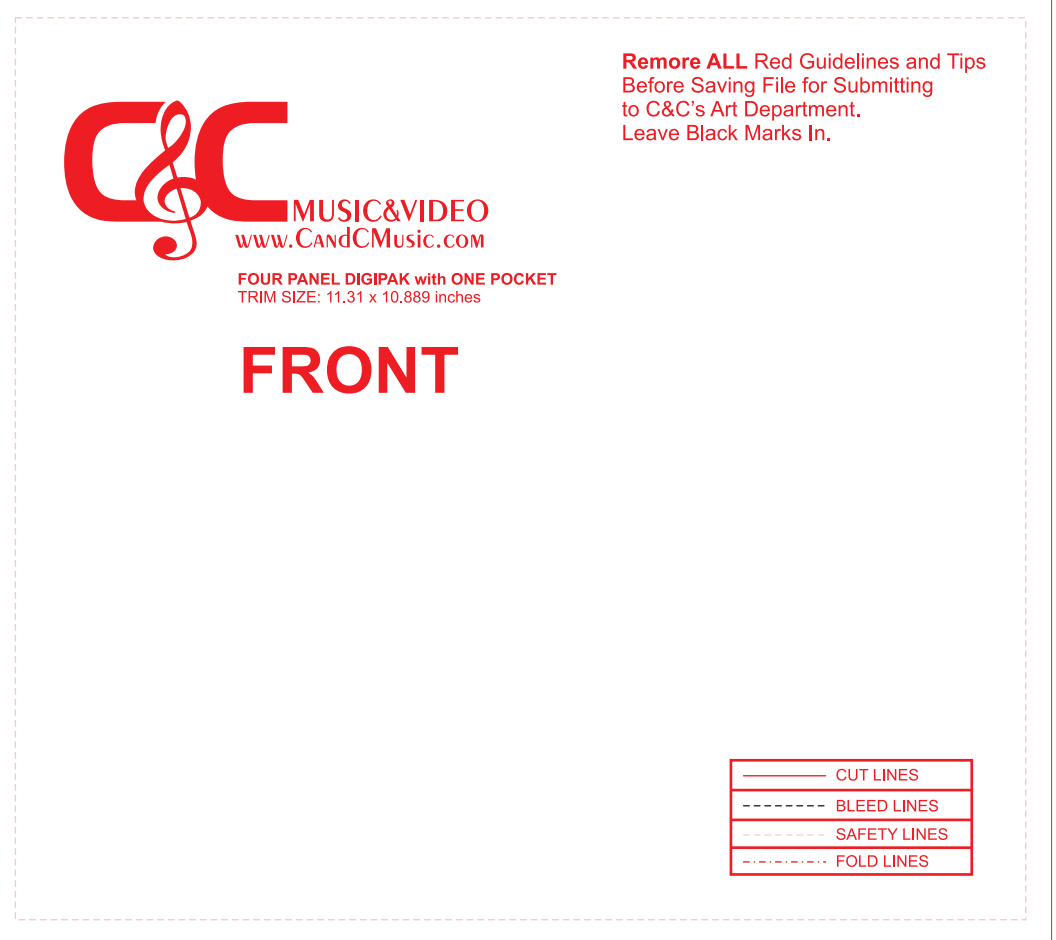 C&C
MUSIC&VIDEO
www.CandCMusic.com
FOUR PANEL DIGIPAK with ONE POCKET
TRIM SIZE: 11.31 x 10.889 inches
FRONT
Remore ALL Red Guidelines and Tips
Before Saving File for Submitting
to C&C's Art Department.
Leave Black Marks In.
CUT LINES
BLEED LINES
SAFETY LINES
FOLD LINES